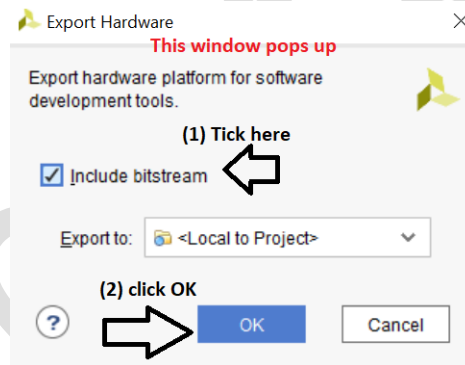 Export Hardware
This window pops up
Export hardware platform for software
development tools.
(1) Tick here
Include bitstream
Export to: <Local to Project>
(2) click OK
? OK Cancel